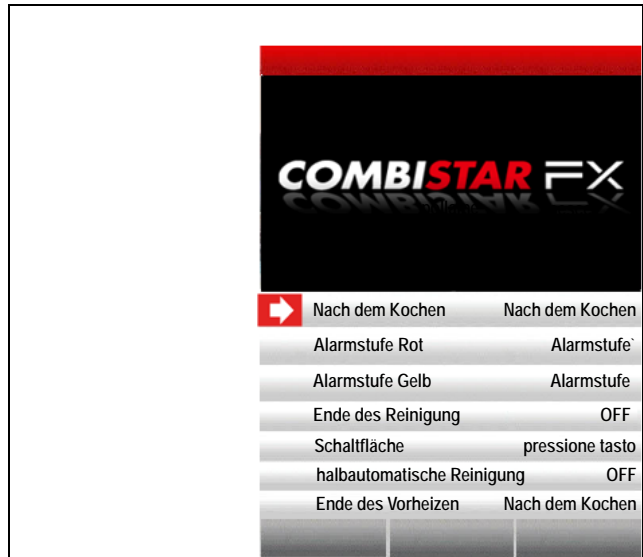 COMBISTAR FX
Nach dem Kochen Nach dem Kochen
Alarmstufe Rot Alarmstufe`
Alarmstufe Gelb Alarmstufe
Ende des Reinigung OFF
Schaltfläche pressione tasto
halbautomatische Reinigung OFF
Ende des Vorheizen Nach dem Kochen